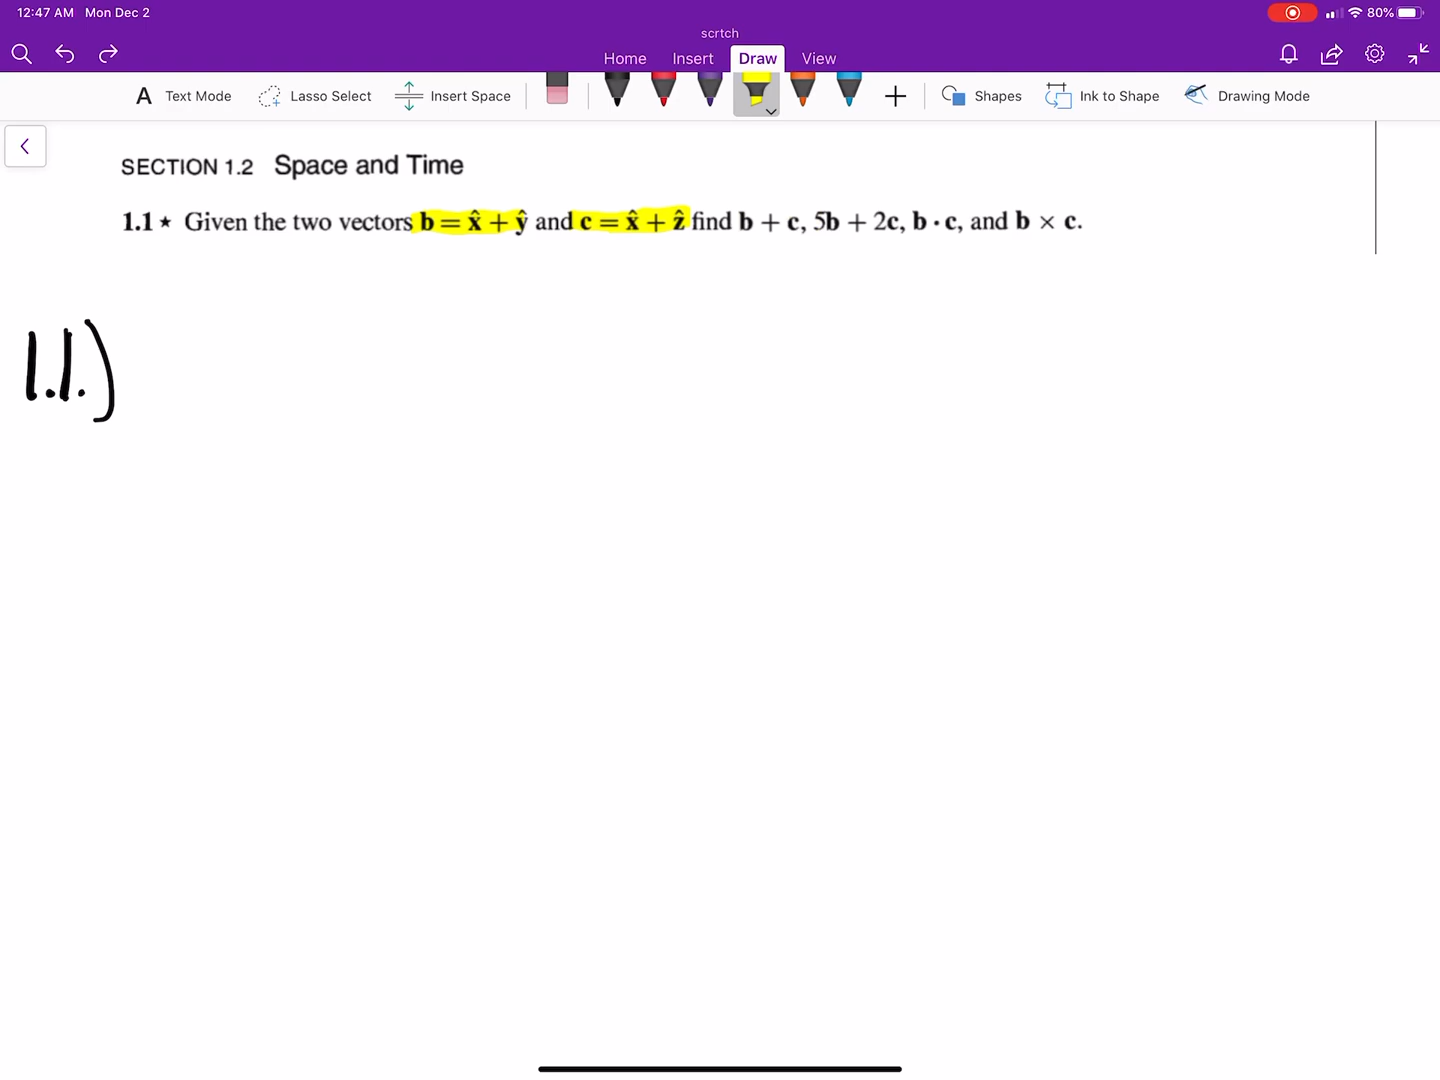 12:47 AM Mon Dec 2
80%
scrtch
Home Insert Draw View
A Text Mode Lasso Select Insert Space Shapes Ink to Shape Drawing Mode
SECTION 1.2 Space and Time
1.1 ⋆ Given the two vectors b = x̂ + ŷ and c = x̂ + ẑ find b + c, 5b + 2c, b · c, and b × c.
1.1.)